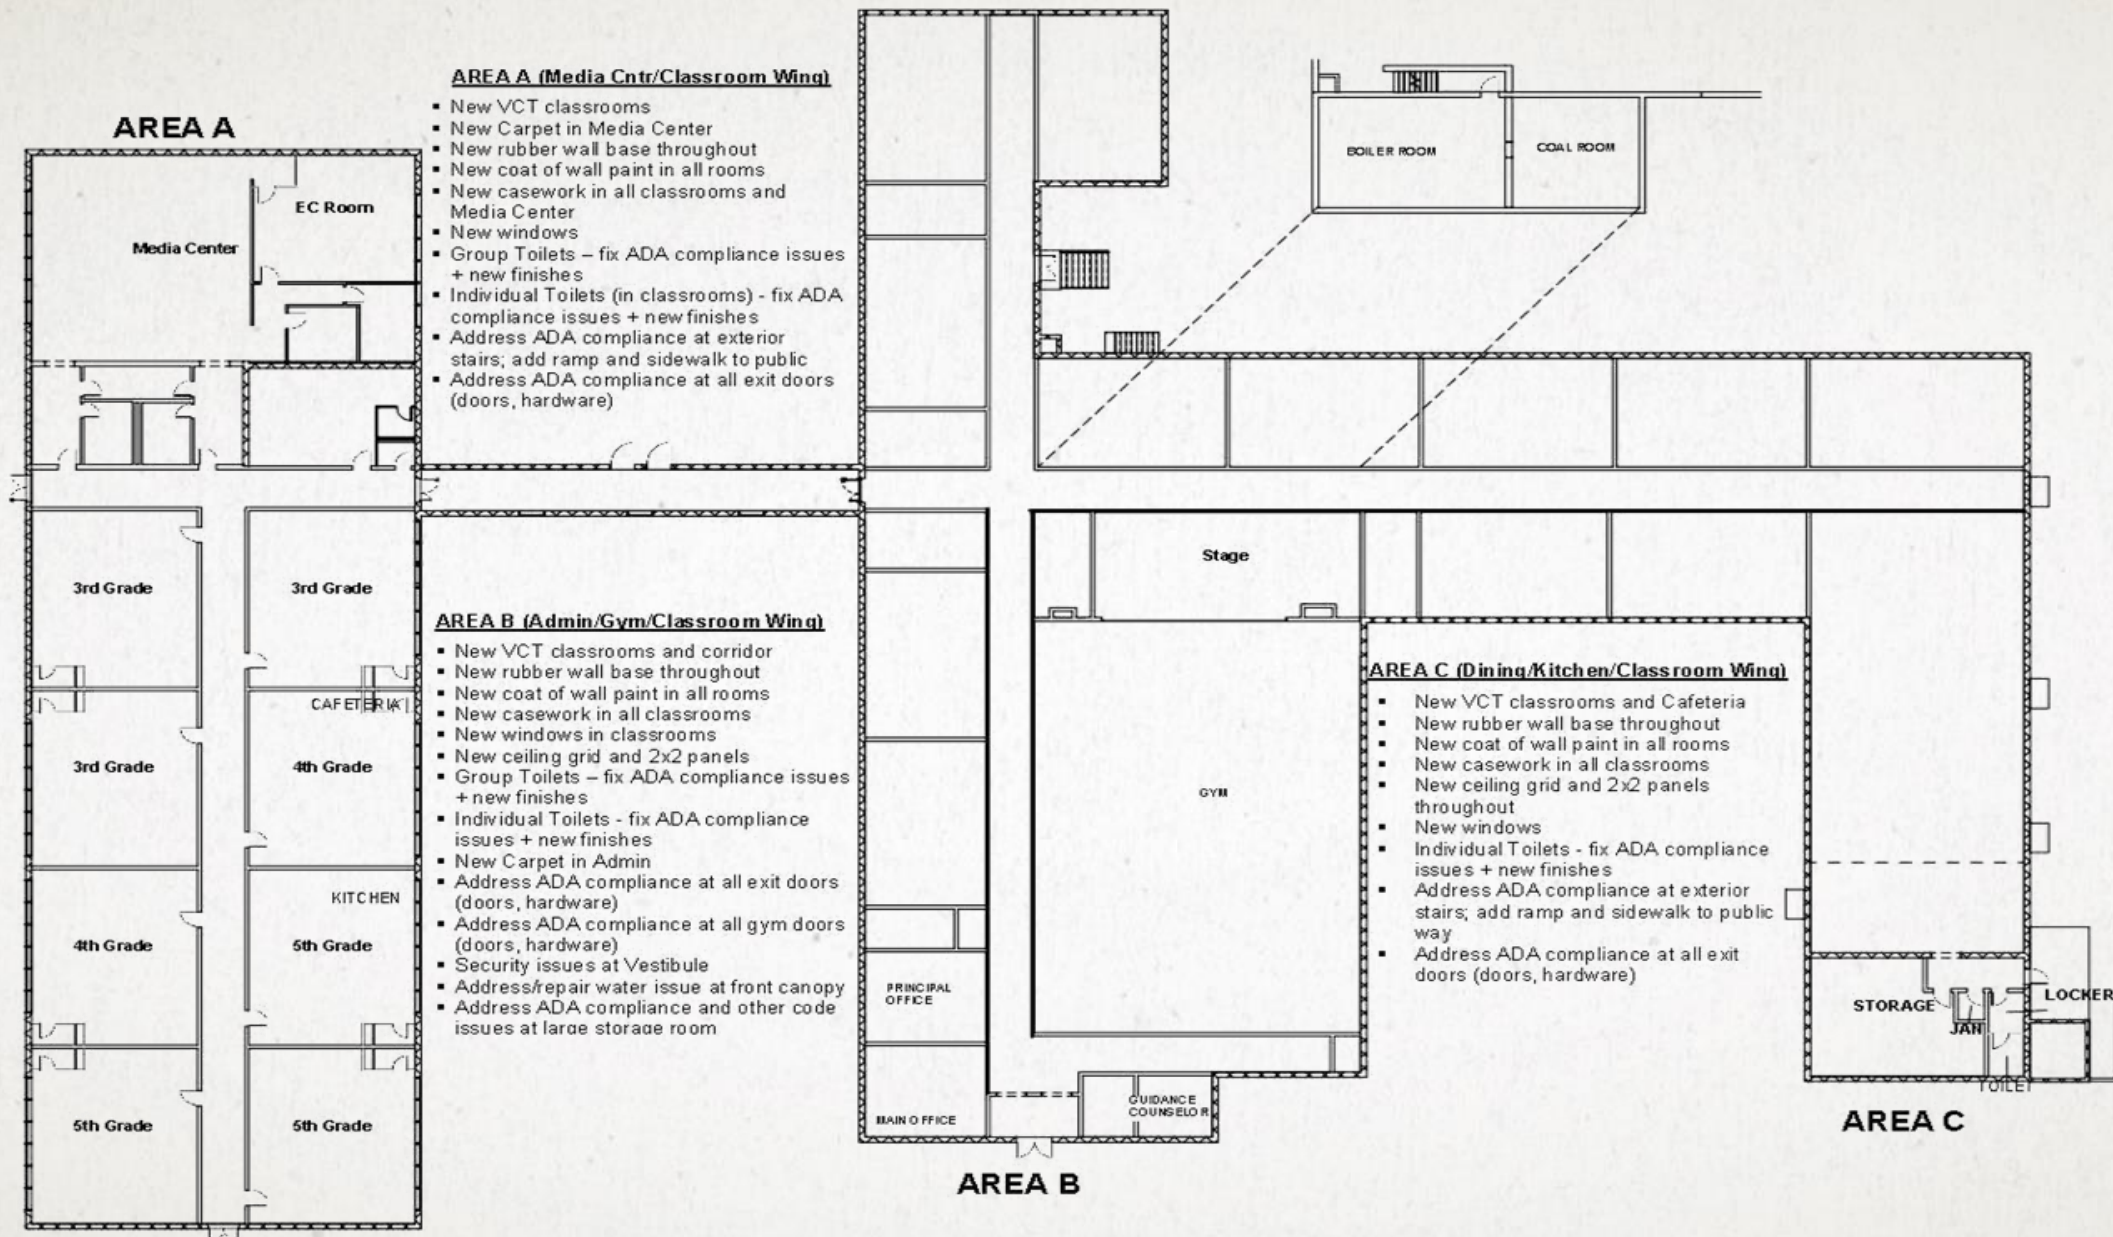 AREA A
Media Center
EC Room
3rd Grade
3rd Grade
CAFETERIA
3rd Grade
4th Grade
KITCHEN
4th Grade
5th Grade
5th Grade
5th Grade
AREA A (Media Cntr/Classroom Wing)
▪ New VCT classrooms
▪ New Carpet in Media Center
▪ New rubber wall base throughout
▪ New coat of wall paint in all rooms
▪ New casework in all classrooms and
Media Center
▪ New windows
▪ Group Toilets – fix ADA compliance issues
+ new finishes
▪ Individual Toilets (in classrooms) - fix ADA
compliance issues + new finishes
▪ Address ADA compliance at exterior
stairs; add ramp and sidewalk to public
▪ Address ADA compliance at all exit doors
(doors, hardware)
AREA B (Admin/Gym/Classroom Wing)
▪ New VCT classrooms and corridor
▪ New rubber wall base throughout
▪ New coat of wall paint in all rooms
▪ New casework in all classrooms
▪ New windows in classrooms
▪ New ceiling grid and 2x2 panels
▪ Group Toilets – fix ADA compliance issues
+ new finishes
▪ Individual Toilets - fix ADA compliance
issues + new finishes
▪ New Carpet in Admin
▪ Address ADA compliance at all exit doors
(doors, hardware)
▪ Address ADA compliance at all gym doors
(doors, hardware)
▪ Security issues at Vestibule
▪ Address/repair water issue at front canopy
▪ Address ADA compliance and other code
issues at large storage room
BOILER ROOM
COAL ROOM
Stage
GYM
PRINCIPAL
OFFICE
MAIN OFFICE
GUIDANCE
COUNSELOR
AREA B
AREA C (Dining/Kitchen/Classroom Wing)
▪ New VCT classrooms and Cafeteria
▪ New rubber wall base throughout
▪ New coat of wall paint in all rooms
▪ New casework in all classrooms
▪ New ceiling grid and 2x2 panels
throughout
▪ New windows
▪ Individual Toilets - fix ADA compliance
issues + new finishes
▪ Address ADA compliance at exterior
stairs; add ramp and sidewalk to public
way
▪ Address ADA compliance at all exit
doors (doors, hardware)
STORAGE
JAN
LOCKER
TOILET
AREA C